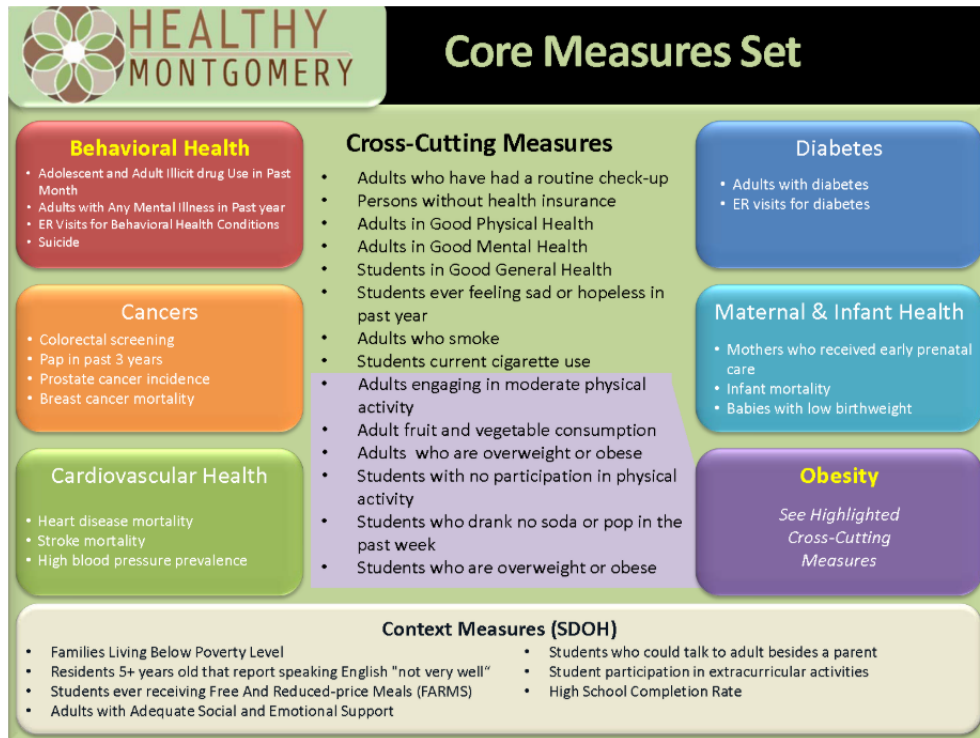 HEALTHY
MONTGOMERY
Core Measures Set
Behavioral Health
• Adolescent and Adult Illicit drug Use in Past
Month
• Adults with Any Mental Illness in Past year
• ER Visits for Behavioral Health Conditions
• Suicide
Cancers
• Colorectal screening
• Pap in past 3 years
• Prostate cancer incidence
• Breast cancer mortality
Cardiovascular Health
• Heart disease mortality
• Stroke mortality
• High blood pressure prevalence
Cross-Cutting Measures
• Adults who have had a routine check-up
• Persons without health insurance
• Adults in Good Physical Health
• Adults in Good Mental Health
• Students in Good General Health
• Students ever feeling sad or hopeless in
past year
• Adults who smoke
• Students current cigarette use
• Adults engaging in moderate physical
activity
• Adult fruit and vegetable consumption
• Adults who are overweight or obese
• Students with no participation in physical
activity
• Students who drank no soda or pop in the
past week
• Students who are overweight or obese
Diabetes
• Adults with diabetes
• ER visits for diabetes
Maternal & Infant Health
• Mothers who received early prenatal
care
• Infant mortality
• Babies with low birthweight
Obesity
See Highlighted
Cross-Cutting
Measures
Context Measures (SDOH)
• Families Living Below Poverty Level
• Residents 5+ years old that report speaking English "not very well“
• Students ever receiving Free And Reduced-price Meals (FARMS)
• Adults with Adequate Social and Emotional Support
• Students who could talk to adult besides a parent
• Student participation in extracurricular activities
• High School Completion Rate